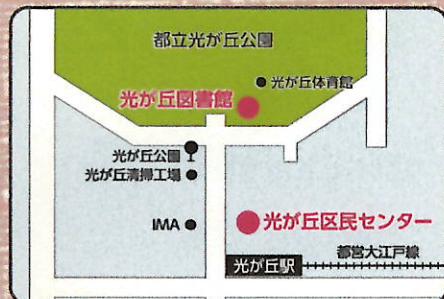 都立光が丘公園
光が丘体育館
光が丘図書館
光が丘公園
光が丘清掃工場
IMA
光が丘区民センター
都営大江戸線
光が丘駅